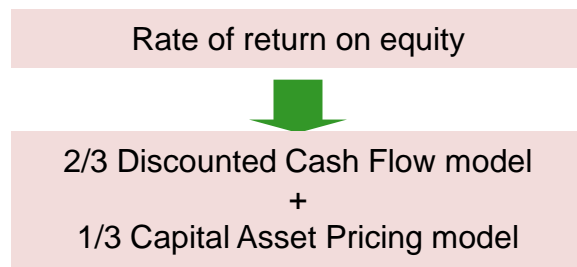 Rate of return on equity
2/3 Discounted Cash Flow model
+
1/3 Capital Asset Pricing model